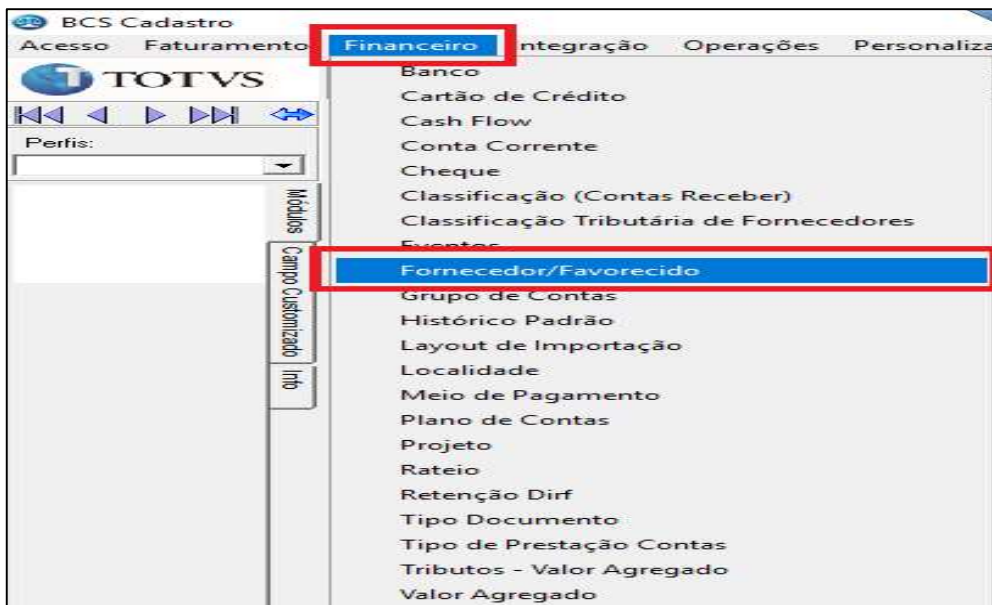 BCS Cadastro
Acesso Faturamento Financeiro Integração Operações Personaliza
TOTVS
Perfis:
Módulos
Campo Customizado
Info
Banco
Cartão de Crédito
Cash Flow
Conta Corrente
Cheque
Classificação (Contas Receber)
Classificação Tributária de Fornecedores
Eventos
Fornecedor/Favorecido
Grupo de Contas
Histórico Padrão
Layout de Importação
Localidade
Meio de Pagamento
Plano de Contas
Projeto
Rateio
Retenção Dirf
Tipo Documento
Tipo de Prestação Contas
Tributos - Valor Agregado
Valor Agregado